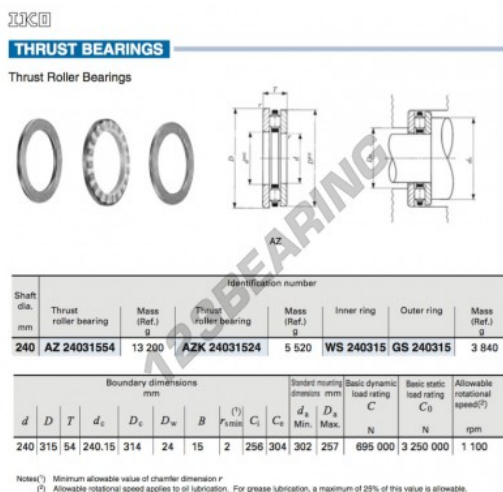 IKO
THRUST BEARINGS
Thrust Roller Bearings
T
r
r
D
d
d
D
AZ
123BEARING
Identification number
Shaft dia. mm
Thrust roller bearing
Mass (Ref.) g
Thrust roller bearing
Mass (Ref.) g
Inner ring
Outer ring
Mass (Ref.) g
240 AZ 24031554 13 200 AZK 24031524 5 520 WS 240315 GS 240315 3 840
Boundary dimensions mm
Standard mounting dimensions mm
Basic dynamic load rating C N
Basic static load rating C0 N
Allowable rotational speed(2) rpm
d D T dc Dc Dw B rs min(1) Ci Ce da Min. Da Max.
240 315 54 240.15 314 24 15 2 256 304 302 257 695 000 3 250 000 1 100
Notes(1) Minimum allowable value of chamfer dimension r
(2) Allowable rotational speed applies to oil lubrication. For grease lubrication, a maximum of 25% of this value is allowable.